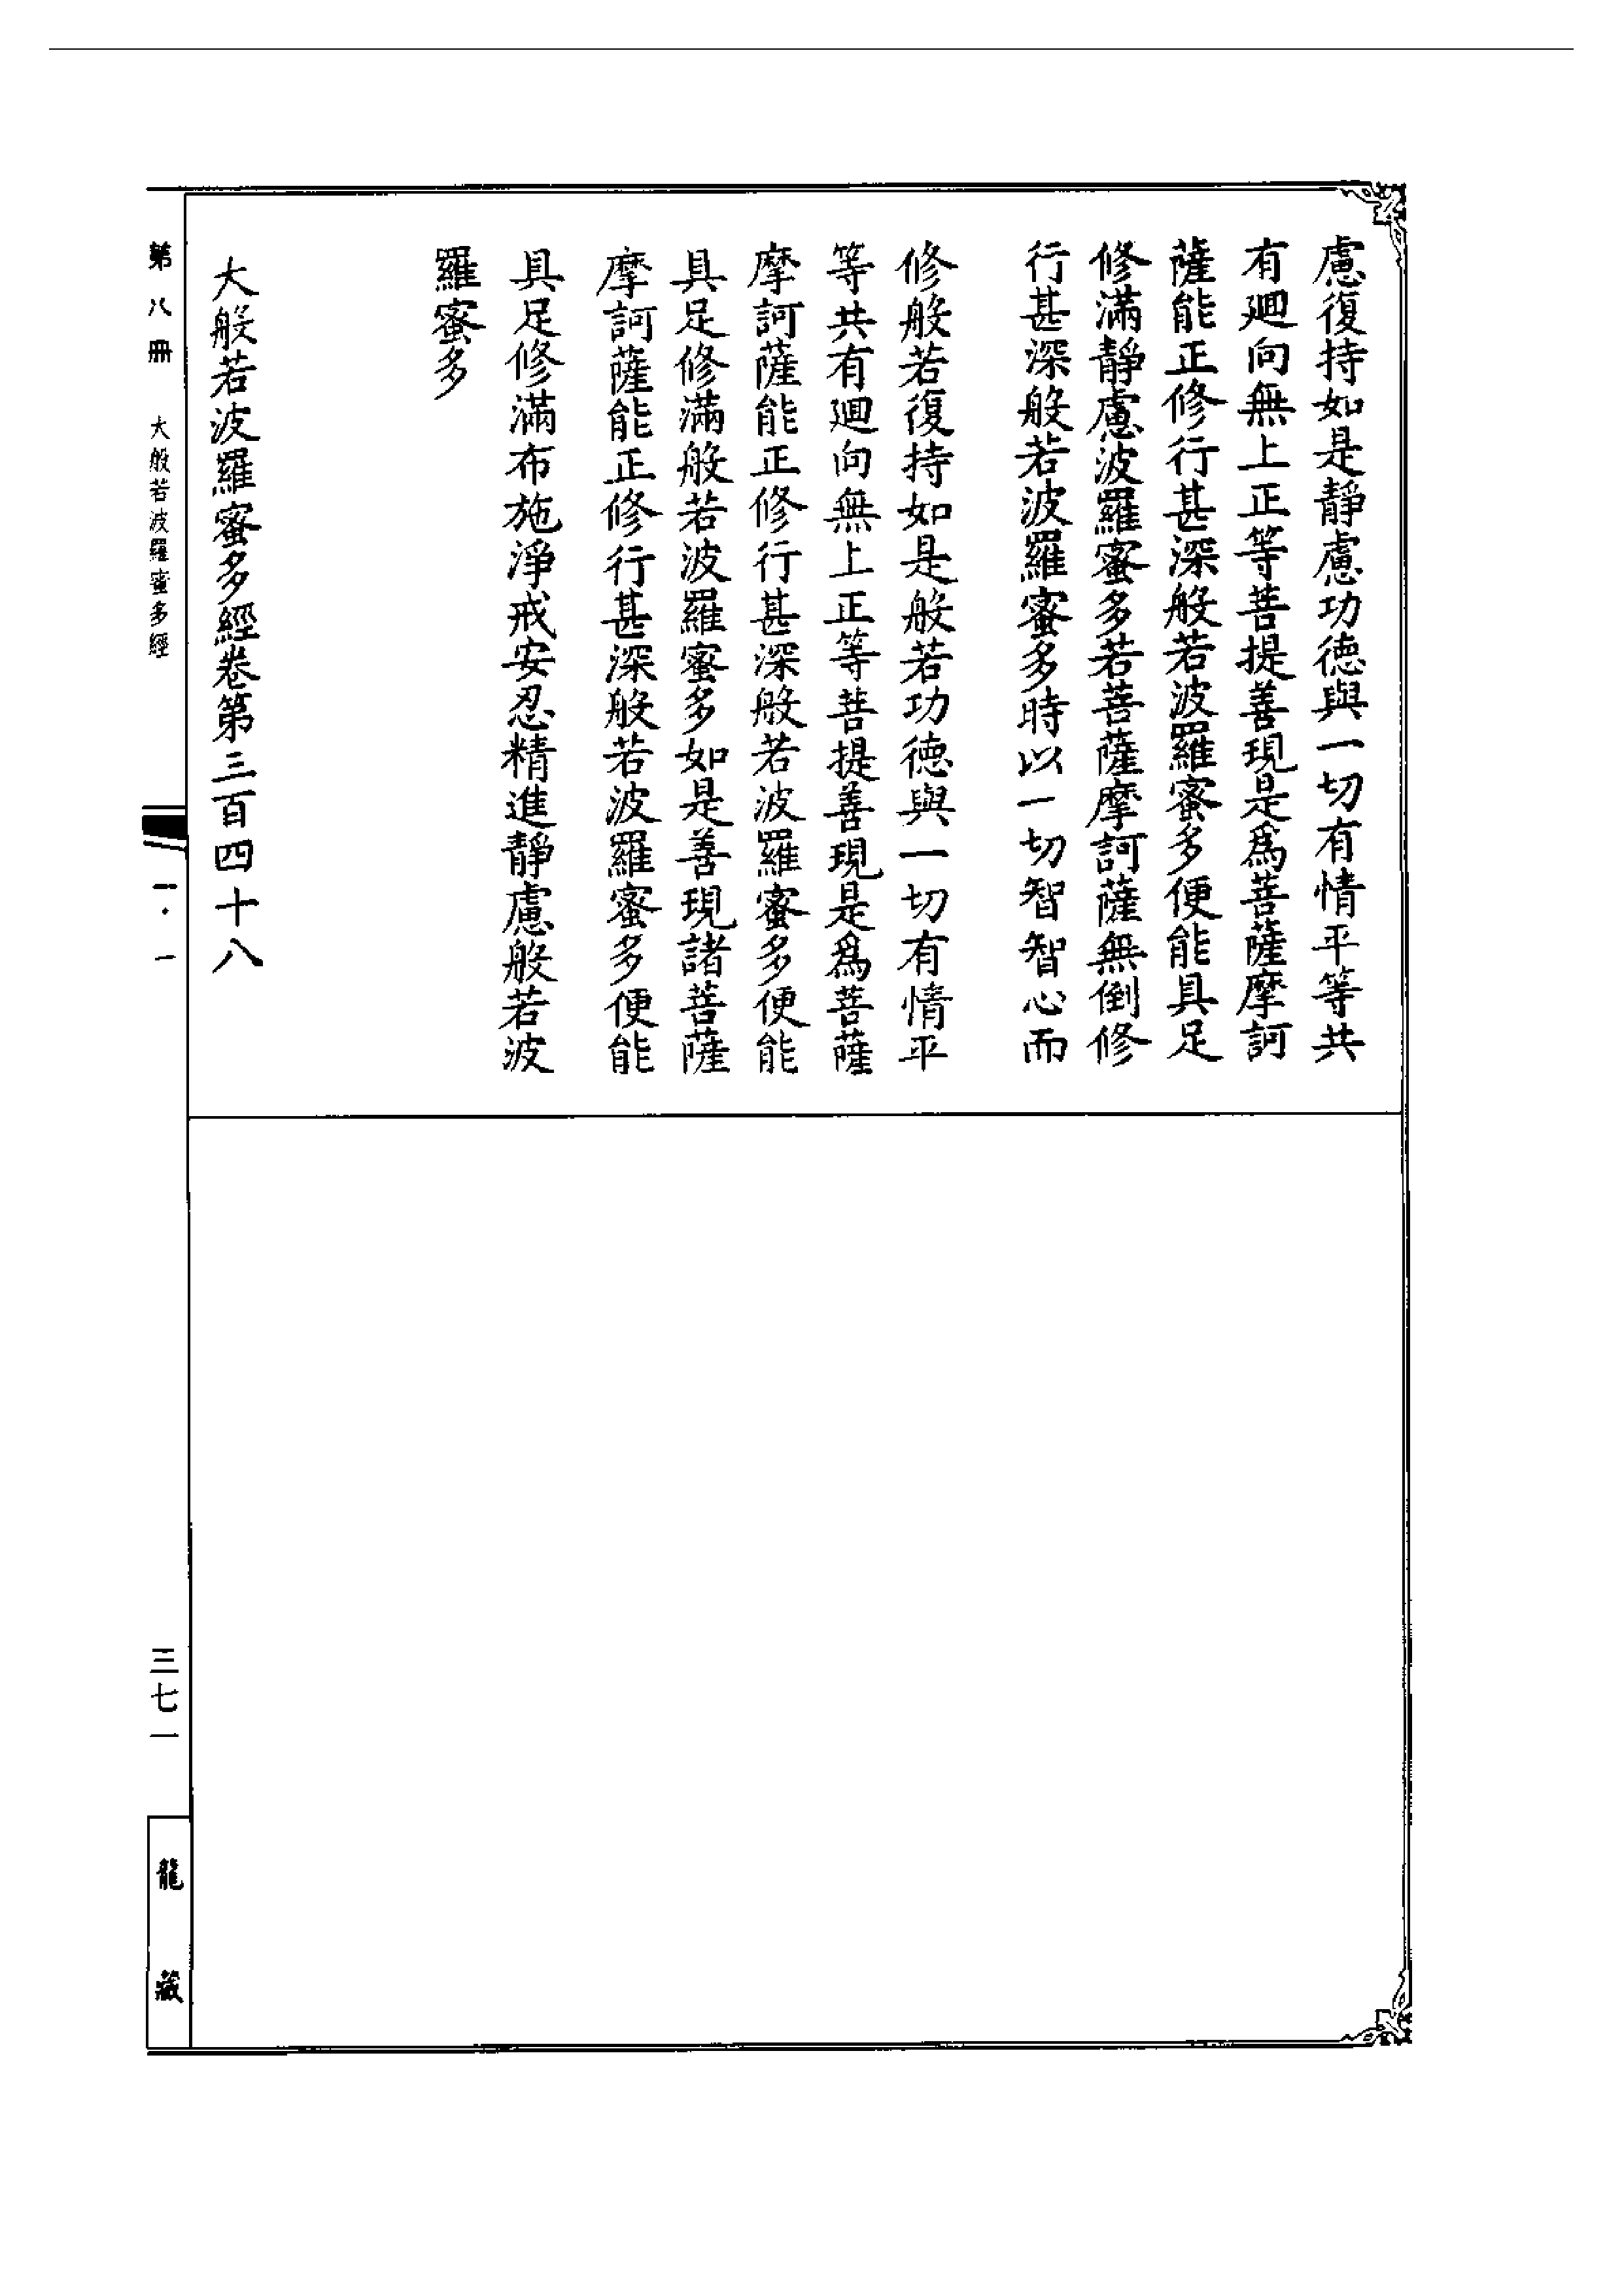 慮復持如是靜慮功德與一切有情平等共
有廻向無上正等菩提善現是爲菩薩摩訶
薩能正修行甚深般若波羅蜜多便能具足
修滿靜慮波羅蜜多若菩薩摩訶薩無倒修
行甚深般若波羅蜜多時以一切智智心而
修般若復持如是般若功德與一切有情平
等共有廻向無上正等菩提善現是爲菩薩
摩訶薩能正修行甚深般若波羅蜜多便能
具足修滿般若波羅蜜多如是善現諸菩薩
摩訶薩能正修行甚深般若波羅蜜多便能
具足修滿布施淨戒安忍精進靜慮般若波
羅蜜多
大般若波羅蜜多經卷第三百四十八
第八冊 大般若波羅蜜多經 一·一 三七一 龍藏